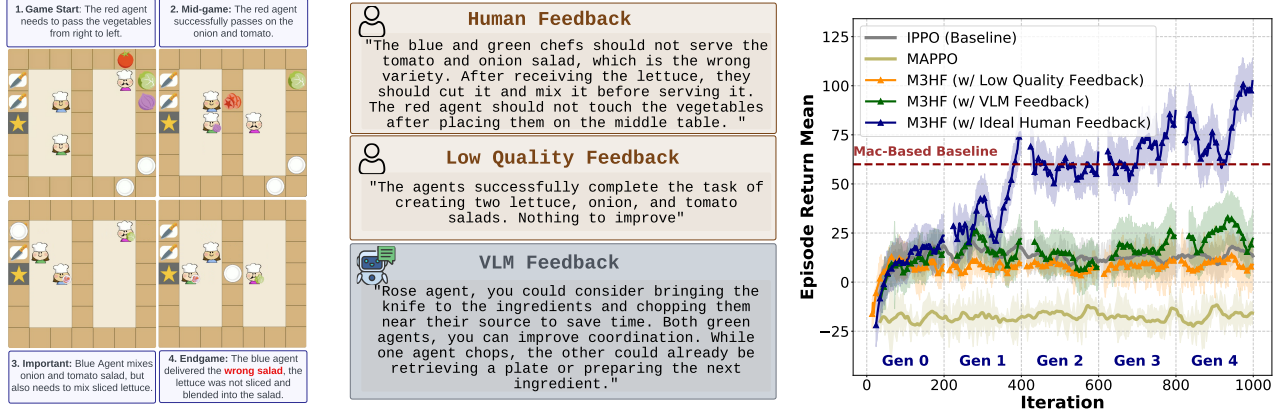 1. Game Start: The red agent
needs to pass the vegetables
from right to left.
2. Mid-game: The red agent
successfully passes on the
onion and tomato.
3. Important: Blue Agent mixes
onion and tomato salad, but
also needs to mix sliced lettuce.
4. Endgame: The blue agent
delivered the wrong salad, the
lettuce was not sliced and
blended into the salad.
Human Feedback
"The blue and green chefs should not serve the
tomato and onion salad, which is the wrong
variety. After receiving the lettuce, they
should cut it and mix it before serving it.
The red agent should not touch the vegetables
after placing them on the middle table. "
Low Quality Feedback
"The agents successfully complete the task of
creating two lettuce, onion, and tomato
salads. Nothing to improve"
VLM Feedback
"Rose agent, you could consider bringing the
knife to the ingredients and chopping them
near their source to save time. Both green
agents, you can improve coordination. While
one agent chops, the other could already be
retrieving a plate or preparing the next
ingredient."
Episode Return Mean
125
100
75
50
25
0
−25
IPPO (Baseline)
MAPPO
M3HF (w/ Low Quality Feedback)
M3HF (w/ VLM Feedback)
M3HF (w/ Ideal Human Feedback)
Mac-Based Baseline
Gen 0 Gen 1 Gen 2 Gen 3 Gen 4
0 200 400 600 800 1000
Iteration